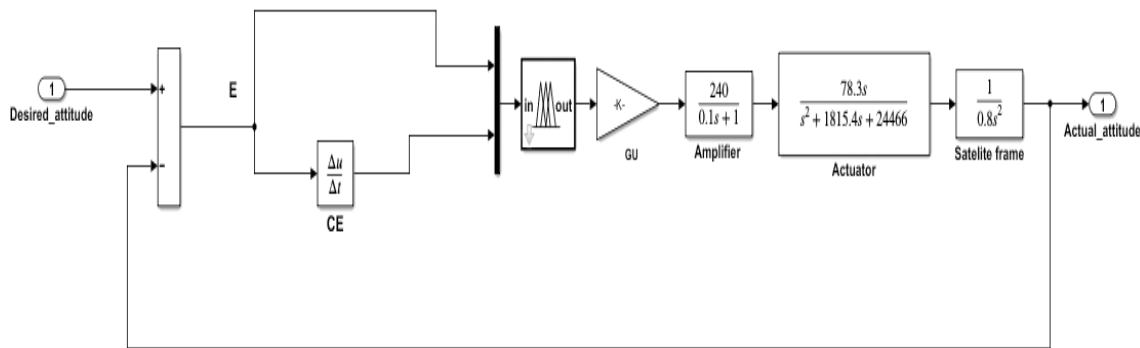 1
Desired_attitude
+
−
E
Δu
Δt
CE
in out
-K-
GU
240
0.1s + 1
Amplifier
78.3s
s² + 1815.4s + 24466
Actuator
1
0.8s²
Satelite frame
1
Actual_attitude